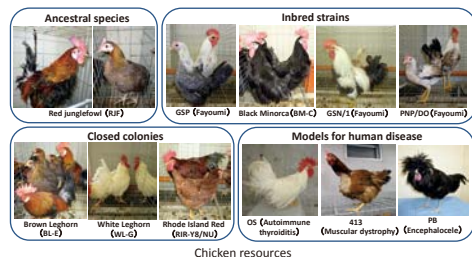 Ancestral species
Inbred strains
Red junglefowl (RJF)
GSP (Fayoumi)
Black Minorca(BM-C)
GSN/1(Fayoumi)
PNP/DO(Fayoumi)
Closed colonies
Models for human disease
Brown Leghorn
(BL-E)
White Leghorn
(WL-G)
Rhode Island Red
(RIR-Y8/NU)
OS (Autoimmune
thyroiditis)
413
(Muscular dystrophy)
PB
(Encephalocele)
Chicken resources